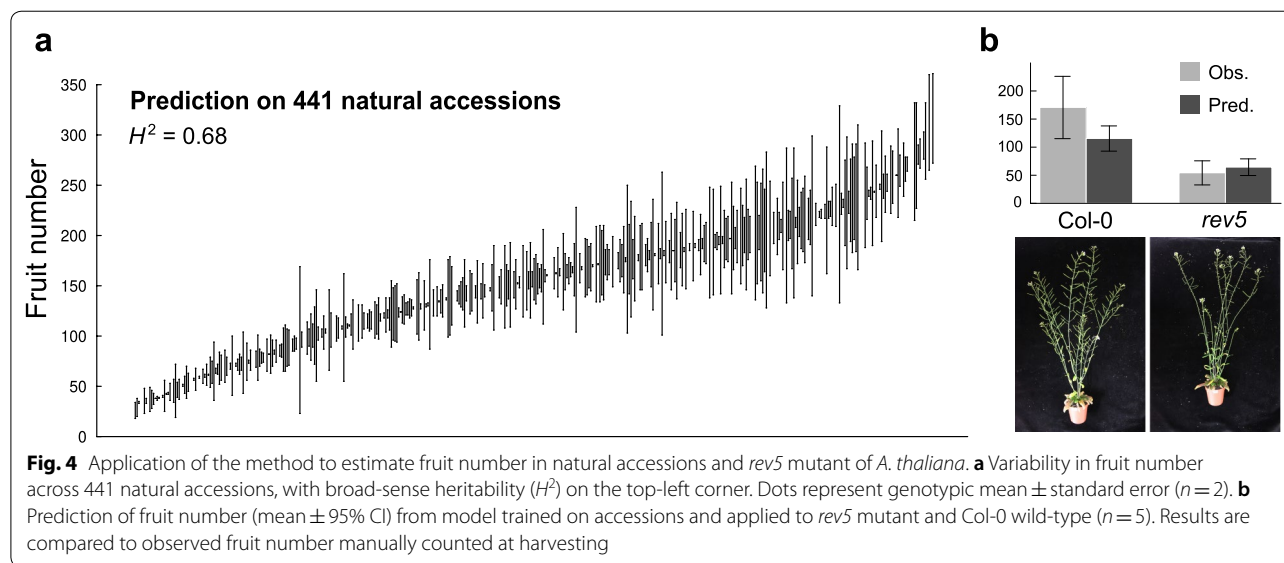 a
Prediction on 441 natural accessions
H² = 0.68
Fruit number
350
300
250
200
150
100
50
0
b
Obs.
Pred.
200
150
100
50
0
Col-0
rev5
Fig. 4 Application of the method to estimate fruit number in natural accessions and rev5 mutant of A. thaliana. a Variability in fruit number
across 441 natural accessions, with broad-sense heritability (H²) on the top-left corner. Dots represent genotypic mean ± standard error (n = 2). b
Prediction of fruit number (mean ± 95% CI) from model trained on accessions and applied to rev5 mutant and Col-0 wild-type (n = 5). Results are
compared to observed fruit number manually counted at harvesting